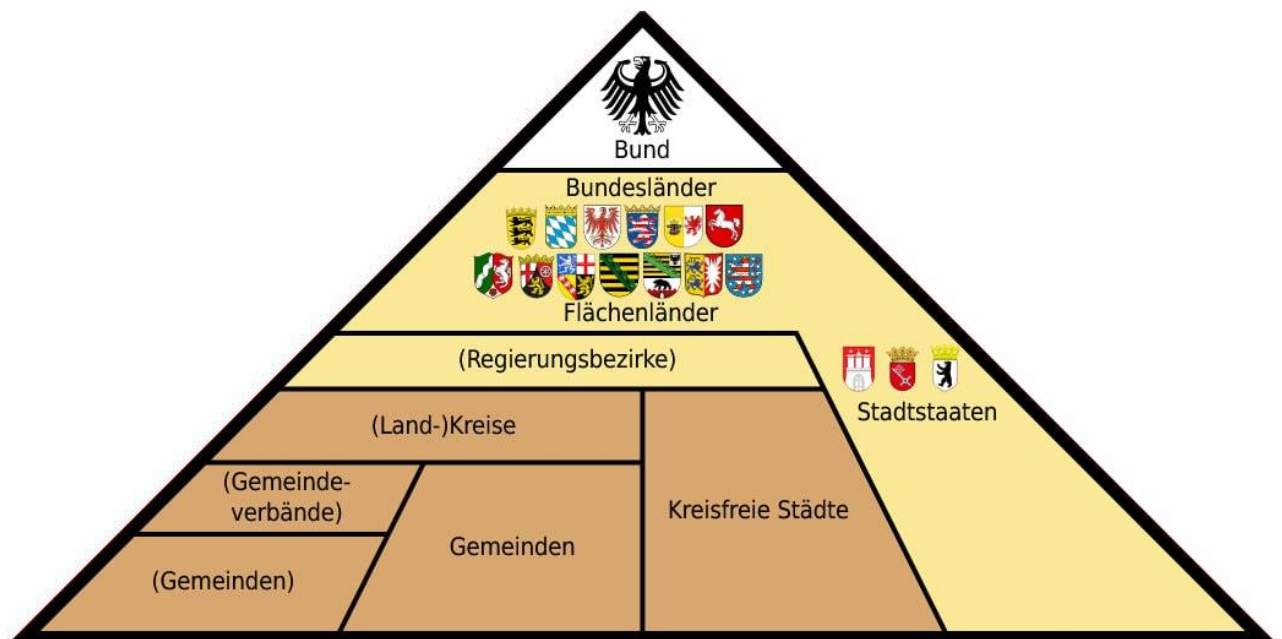 Bund
Bundesländer
Flächenländer
(Regierungsbezirke)
Stadtstaaten
(Land-)Kreise
(Gemeinde-
verbände)
Kreisfreie Städte
Gemeinden
(Gemeinden)